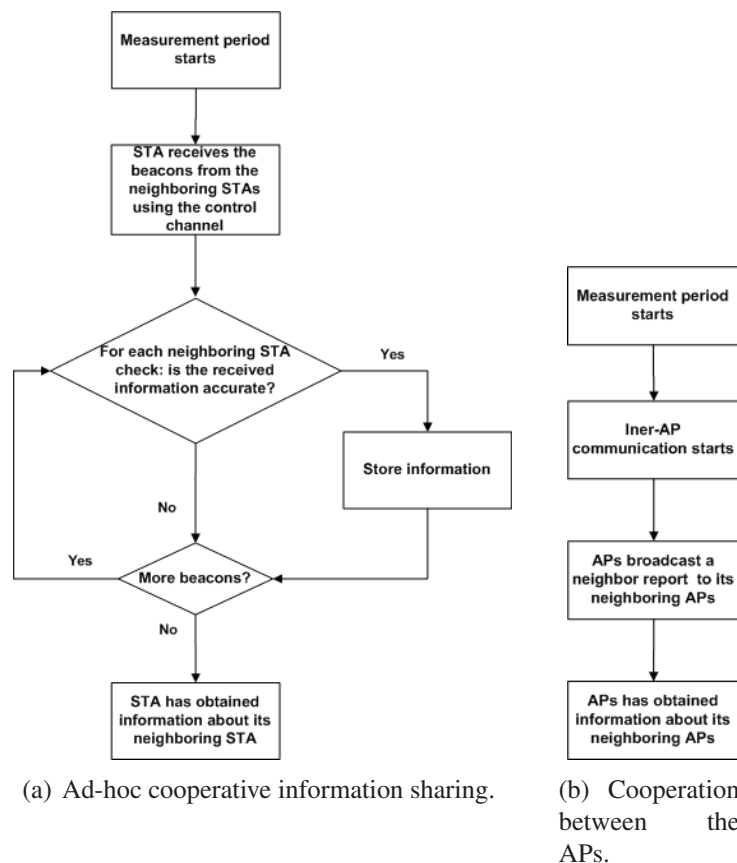 Measurement period
starts
STA receives the
beacons from the
neighboring STAs
using the control
channel
For each neighboring STA
check: is the received
information accurate?
Yes
Store information
No
Yes
More beacons?
No
STA has obtained
information about its
neighboring STA
(a) Ad-hoc cooperative information sharing.
Measurement period
starts
Iner-AP
communication starts
APs broadcast a
neighbor report to its
neighboring APs
APs has obtained
information about its
neighboring APs
(b) Cooperation
between the
APs.